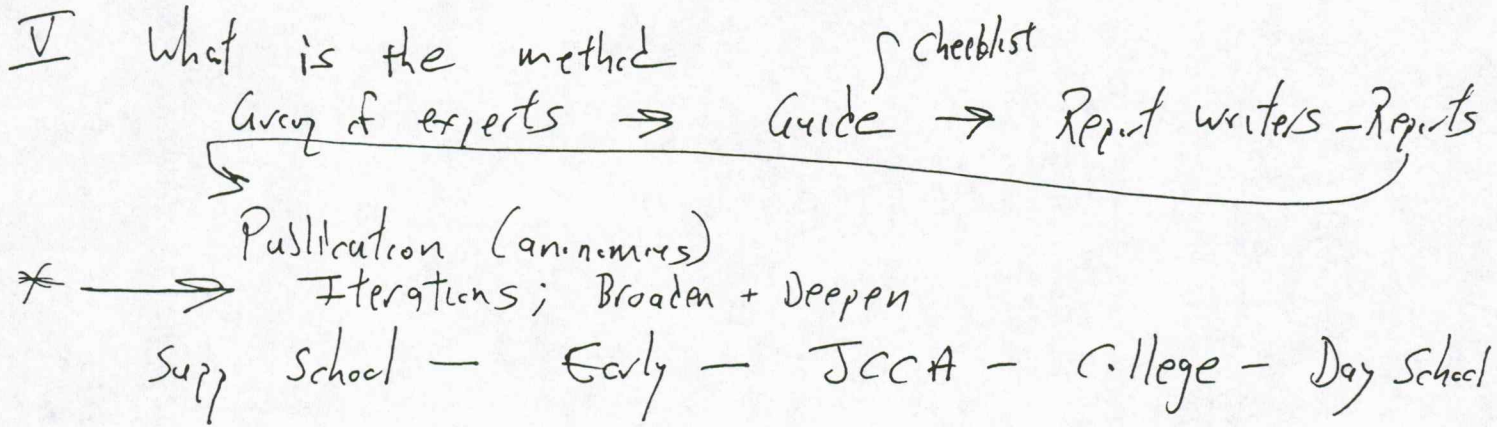 V What is the method
Checklist
Group of experts → Guide → Report writers - Reports
Publication (anonimous)
* → Iterations; Broaden + Deepen
Supp School - Early - JCCA - College - Day School